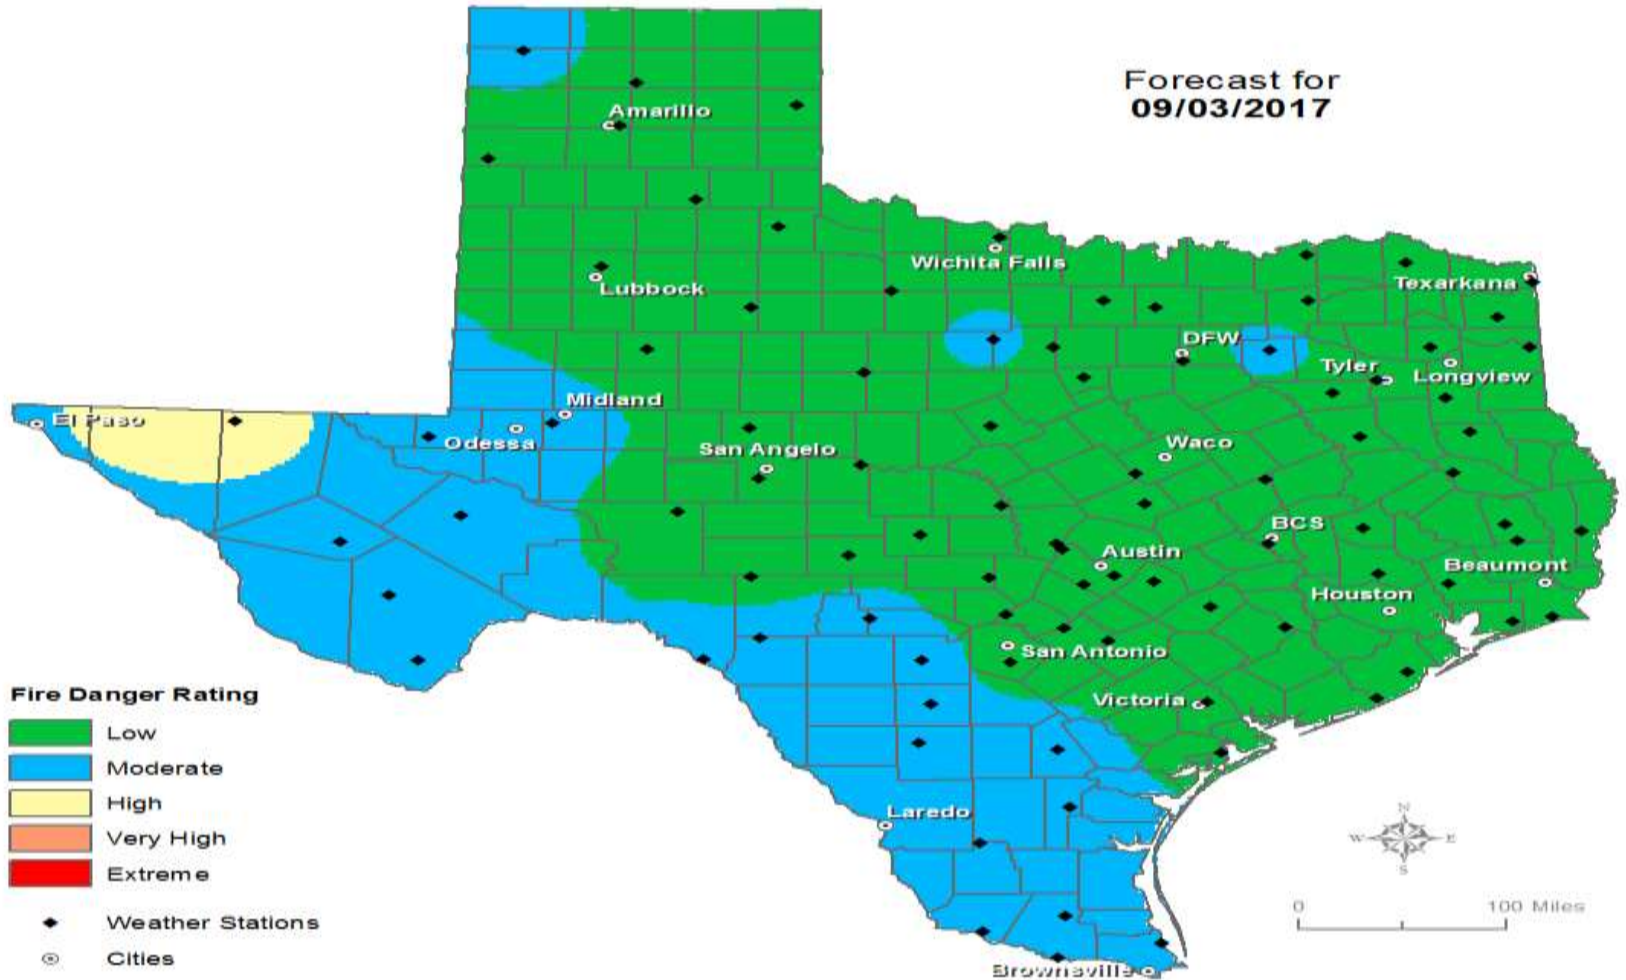 Forecast for
09/03/2017
Amarillo
Wichita Falls
Lubbock
Texarkana
DFW
Tyler
Longview
Midland
El Paso
Odessa
San Angelo
Waco
BCS
Austin
Beaumont
Houston
San Antonio
Victoria
Laredo
Brownsville
Fire Danger Rating
Low
Moderate
High
Very High
Extreme
Weather Stations
Cities
N
W
E
S
0
100 Miles